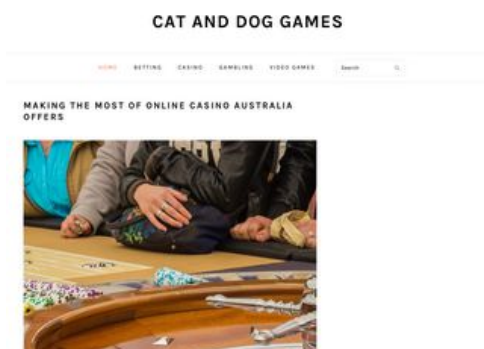 CAT AND DOG GAMES
HOME BETTING CASINO GAMBLING VIDEO GAMES Search
MAKING THE MOST OF ONLINE CASINO AUSTRALIA
OFFERS